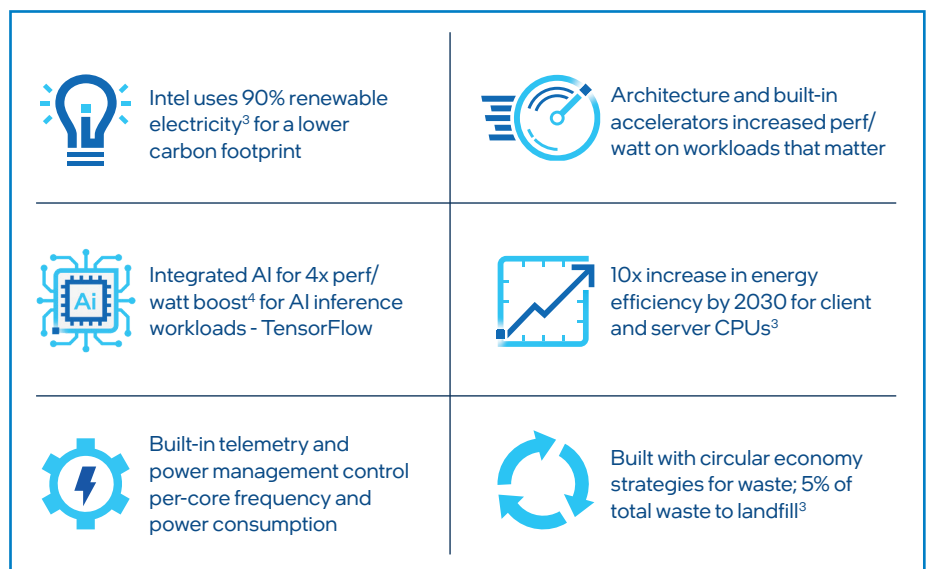 Intel uses 90% renewable
electricity³ for a lower
carbon footprint
Architecture and built-in
accelerators increased perf/
watt on workloads that matter
Ai
Integrated AI for 4x perf/
watt boost⁴ for AI inference
workloads - TensorFlow
10x increase in energy
efficiency by 2030 for client
and server CPUs³
Built-in telemetry and
power management control
per-core frequency and
power consumption
Built with circular economy
strategies for waste; 5% of
total waste to landfill³